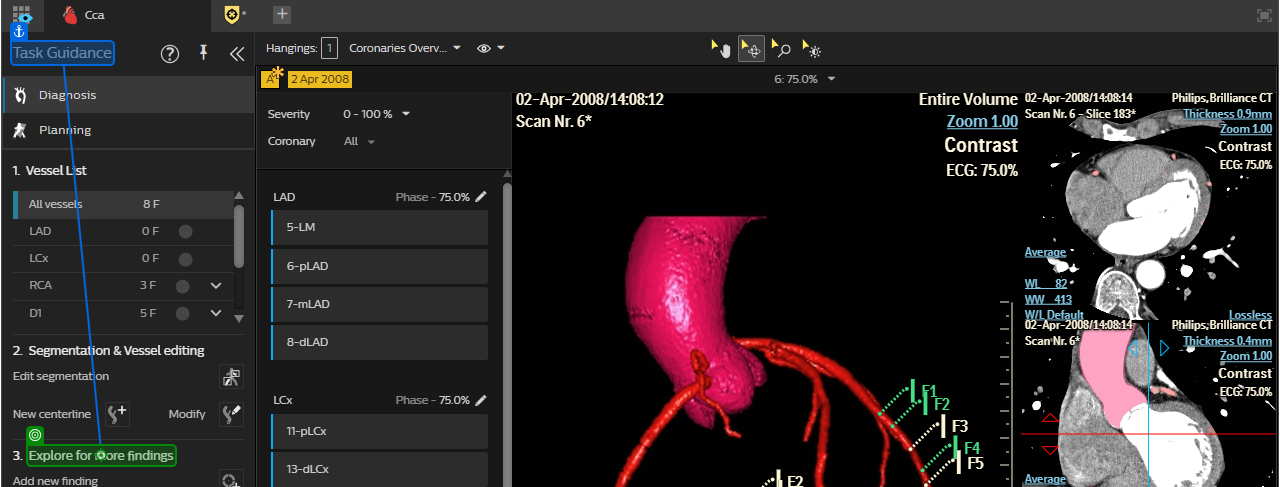 Cca
Task Guidance
Hangings: 1 Coronaries Overv...
A* 2 Apr 2008
6: 75.0%
Diagnosis
Planning
1. Vessel List
All vessels 8 F
LAD 0 F
LCx 0 F
RCA 3 F
D1 5 F
2. Segmentation & Vessel editing
Edit segmentation
New centerline
Modify
3. Explore for more findings
Add new finding
Severity 0 - 100 %
Coronary All
LAD Phase - 75.0%
5-LM
6-pLAD
7-mLAD
8-dLAD
LCx Phase - 75.0%
11-pLCx
13-dLCx
02-Apr-2008/14:08:12
Scan Nr. 6*
Entire Volume
Zoom 1.00
Contrast
ECG: 75.0%
F1
F2
F3
F4
F5
F2
02-Apr-2008/14:08:14
Scan Nr. 6 - Slice 183*
Philips,Brilliance CT
Thickness 0.9mm
Zoom 1.00
Contrast
ECG: 75.0%
Average
WL 82
WW 413
W/L Default
Lossless
02-Apr-2008/14:08:14
Scan Nr. 6*
Philips,Brilliance CT
Thickness 0.4mm
Zoom 1.00
Contrast
ECG: 75.0%
Average